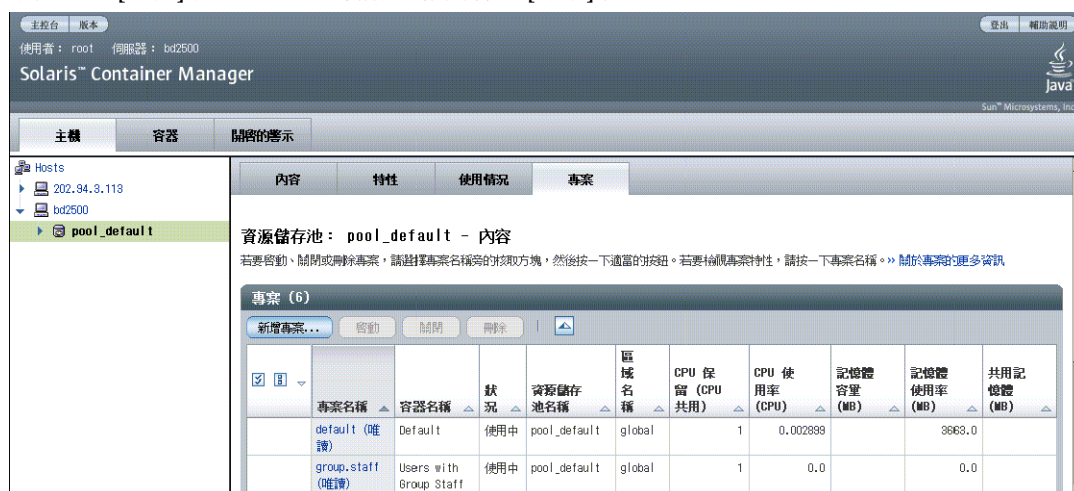 主控台 版本 登出 輔助說明
使用者： root 伺服器： bd2500
Solaris™ Container Manager
Java
Sun™ Microsystems, Inc
主機 容器 開啟的警示
Hosts
202.94.3.113
bd2500
pool_default
內容 特性 使用情況 專案
資源儲存池： pool_default - 內容
若要啟動、關閉或刪除專案，請選擇專案名稱旁的核取方塊，然後按一下適當的按鈕。若要檢視專案特性，請按一下專案名稱。» 關於專案的更多資訊
專案 (6)
新增專案... 啟動 關閉 刪除
專案名稱 容器名稱 狀況 資源儲存池名稱 區域名稱 CPU 保留 (CPU 共用) CPU 使用率 (CPU) 記憶體容量 (MB) 記憶體使用率 (MB) 共用記憶體 (MB)
default (唯讀) Default 使用中 pool_default global 1 0.002899 3663.0
group.staff (唯讀) Users with Group Staff 使用中 pool_default global 1 0.0 0.0